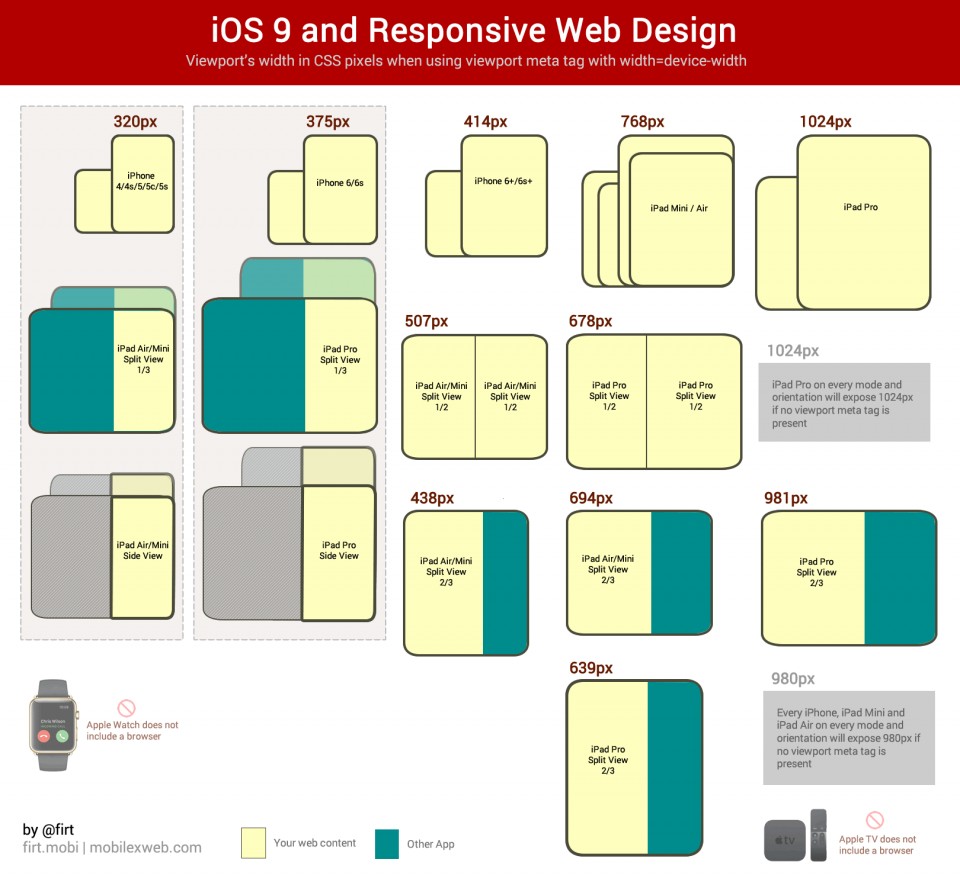 iOS 9 and Responsive Web Design
Viewport's width in CSS pixels when using viewport meta tag with width=device-width
320px
iPhone
4/4s/5/5c/5s
iPad Air/Mini
Split View
1/3
iPad Air/Mini
Side View
375px
iPhone 6/6s
iPad Pro
Split View
1/3
iPad Pro
Side View
414px
iPhone 6+/6s+
768px
iPad Mini / Air
1024px
iPad Pro
507px
iPad Air/Mini
Split View
1/2
iPad Air/Mini
Split View
1/2
678px
iPad Pro
Split View
1/2
iPad Pro
Split View
1/2
1024px
iPad Pro on every mode and
orientation will expose 1024px
if no viewport meta tag is
present
438px
iPad Air/Mini
Split View
2/3
694px
iPad Air/Mini
Split View
2/3
981px
iPad Pro
Split View
2/3
639px
iPad Pro
Split View
2/3
980px
Every iPhone, iPad Mini and
iPad Air on every mode and
orientation will expose 980px if
no viewport meta tag is
present
Chris Wilson
Apple Watch does not
include a browser
by @firt
firt.mobi | mobilexweb.com
Your web content
Other App
tv
Apple TV does not
include a browser